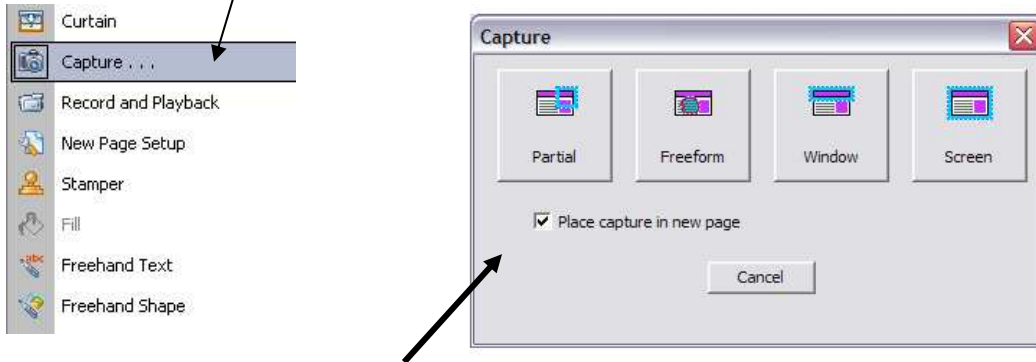 Curtain
Capture . . .
Record and Playback
New Page Setup
Stamper
Fill
abc
Freehand Text
Freehand Shape
Capture
Partial
Freeform
Window
Screen
Place capture in new page
Cancel